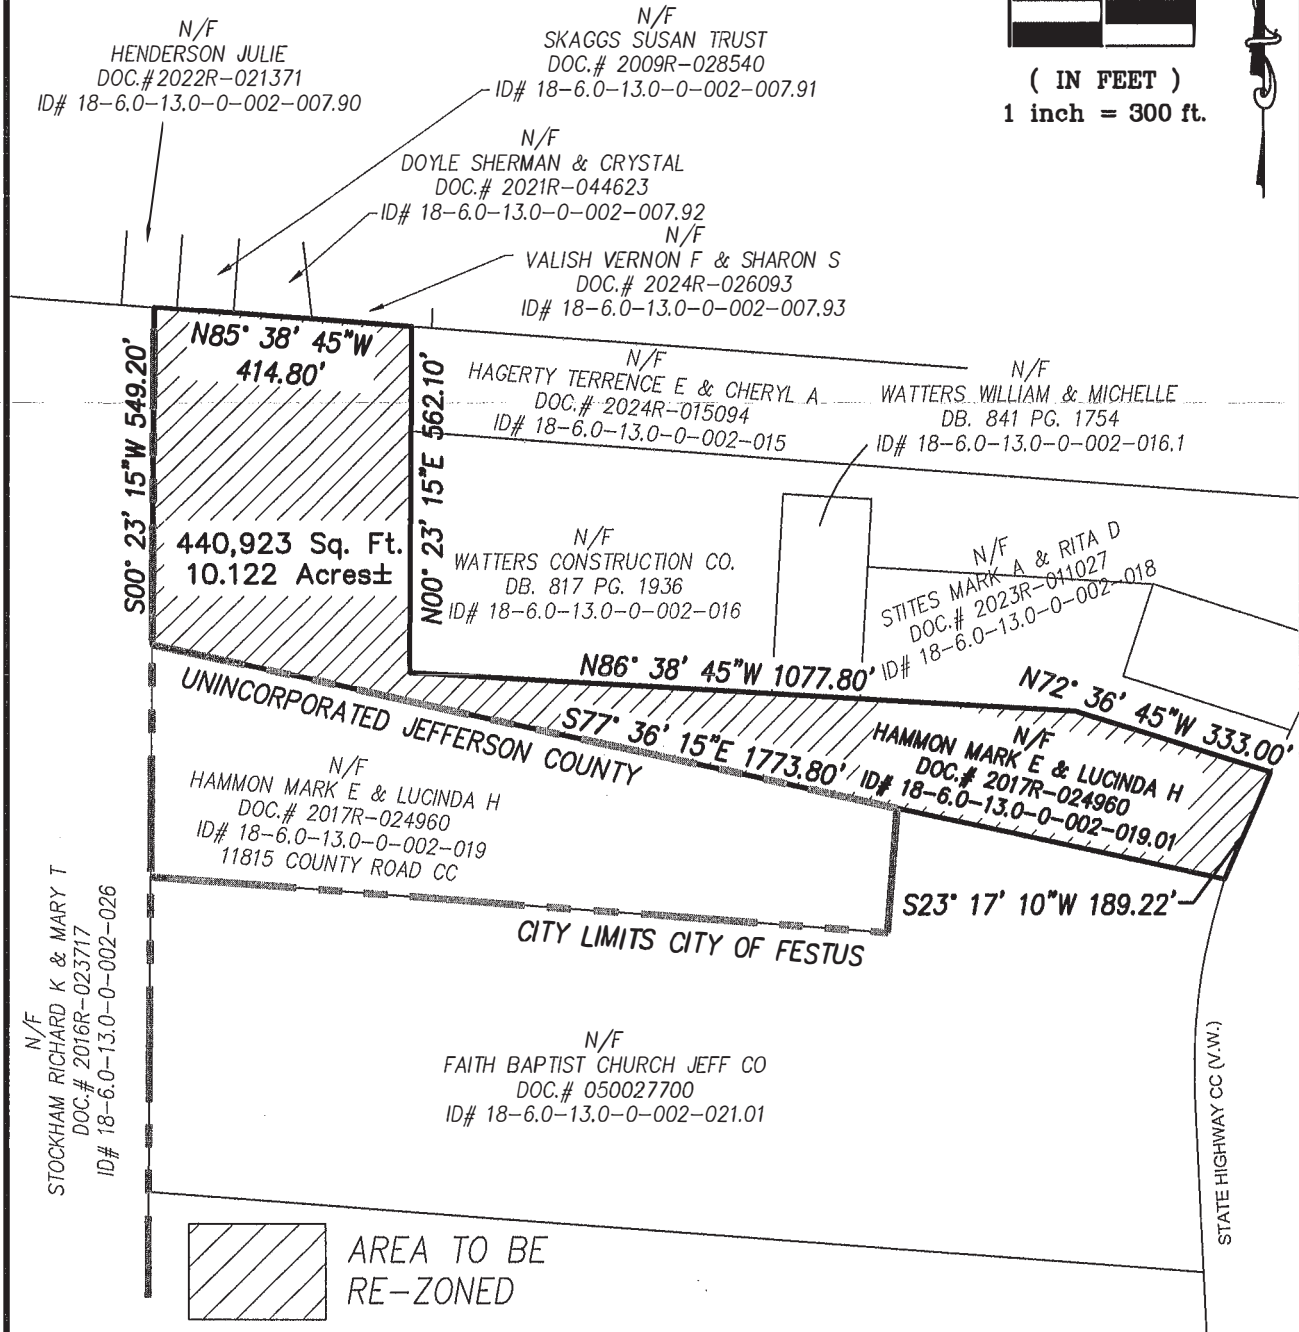 N/F
HENDERSON JULIE
DOC.# 2022R-021371
ID# 18-6.0-13.0-0-002-007.90
N/F
SKAGGS SUSAN TRUST
DOC.# 2009R-028540
ID# 18-6.0-13.0-0-002-007.91
( IN FEET )
1 inch = 300 ft.
N/F
DOYLE SHERMAN & CRYSTAL
DOC.# 2021R-044623
ID# 18-6.0-13.0-0-002-007.92
N/F
VALISH VERNON F & SHARON S
DOC.# 2024R-026093
ID# 18-6.0-13.0-0-002-007.93
N85° 38' 45"W
414.80'
S00° 23' 15"W 549.20'
N00° 23' 15"E 562.10'
440,923 Sq. Ft.
10.122 Acres±
N/F
HAGERTY TERRENCE E & CHERYL A
DOC.# 2024R-015094
ID# 18-6.0-13.0-0-002-015
N/F
WATTERS WILLIAM & MICHELLE
DB. 841 PG. 1754
ID# 18-6.0-13.0-0-002-016.1
N/F
WATTERS CONSTRUCTION CO.
DB. 817 PG. 1936
ID# 18-6.0-13.0-0-002-016
N/F
STITES MARK A & RITA D
DOC.# 2023R-011027
ID# 18-6.0-13.0-0-002-018
N86° 38' 45"W 1077.80'
N72° 36' 45"W 333.00'
UNINCORPORATED JEFFERSON COUNTY
S77° 36' 15"E 1773.80'
N/F
HAMMON MARK E & LUCINDA H
DOC.# 2017R-024960
ID# 18-6.0-13.0-0-002-019.01
N/F
HAMMON MARK E & LUCINDA H
DOC.# 2017R-024960
ID# 18-6.0-13.0-0-002-019
11815 COUNTY ROAD CC
S23° 17' 10"W 189.22'
CITY LIMITS CITY OF FESTUS
N/F
STOCKHAM RICHARD K & MARY T
DOC.# 2016R-023717
ID# 18-6.0-13.0-0-002-026
N/F
FAITH BAPTIST CHURCH JEFF CO
DOC.# 050027700
ID# 18-6.0-13.0-0-002-021.01
STATE HIGHWAY CC (V.W.)
AREA TO BE
RE-ZONED